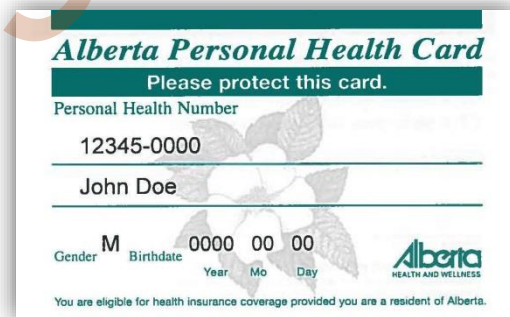 Alberta Personal Health Card
Please protect this card.
Personal Health Number
12345-0000
John Doe
Gender M Birthdate 0000 00 00
Year Mo Day
Alberta
HEALTH AND WELLNESS
You are eligible for health insurance coverage provided you are a resident of Alberta.